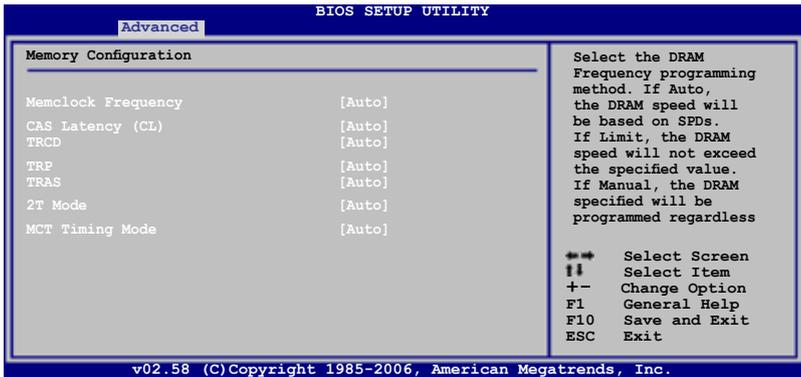 BIOS SETUP UTILITY
Advanced
Memory Configuration
Memclock Frequency [Auto]
CAS Latency (CL) [Auto]
TRCD [Auto]
TRP [Auto]
TRAS [Auto]
2T Mode [Auto]
MCT Timing Mode [Auto]
Select the DRAM
Frequency programming
method. If Auto,
the DRAM speed will
be based on SPDs.
If Limit, the DRAM
speed will not exceed
the specified value.
If Manual, the DRAM
specified will be
programmed regardless
←→ Select Screen
↑↓ Select Item
+- Change Option
F1 General Help
F10 Save and Exit
ESC Exit
v02.58 (C)Copyright 1985-2006, American Megatrends, Inc.